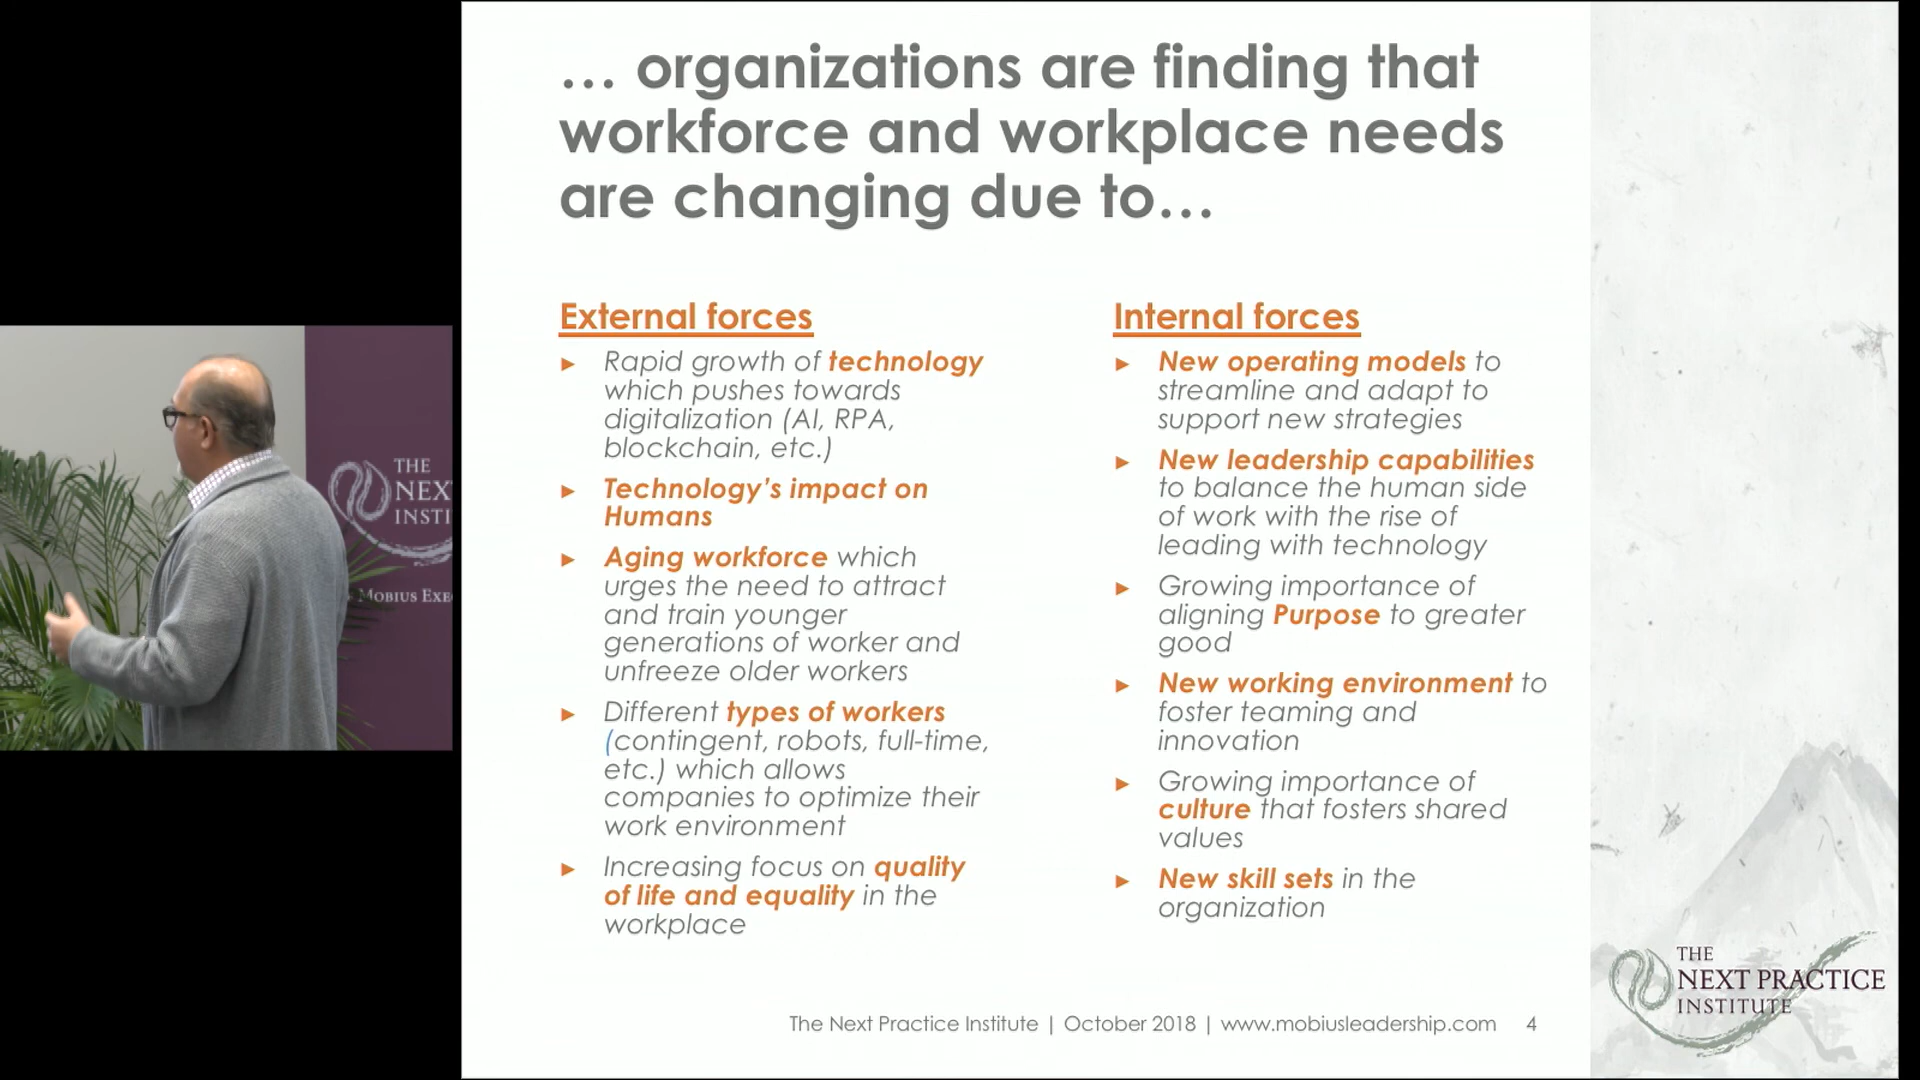 … organizations are finding that
workforce and workplace needs
are changing due to…
External forces
► Rapid growth of technology
which pushes towards
digitalization (AI, RPA,
blockchain, etc.)
► Technology’s impact on
Humans
► Aging workforce which
urges the need to attract
and train younger
generations of worker and
unfreeze older workers
► Different types of workers
(contingent, robots, full-time,
etc.) which allows
companies to optimize their
work environment
► Increasing focus on quality
of life and equality in the
workplace
Internal forces
► New operating models to
streamline and adapt to
support new strategies
► New leadership capabilities
to balance the human side
of work with the rise of
leading with technology
► Growing importance of
aligning Purpose to greater
good
► New working environment to
foster teaming and
innovation
► Growing importance of
culture that fosters shared
values
► New skill sets in the
organization
The Next Practice Institute | October 2018 | www.mobiusleadership.com 4
THE
NEXT PRACTICE
INSTITUTE
THE
NEX
INSTI
MOBIUS EXE